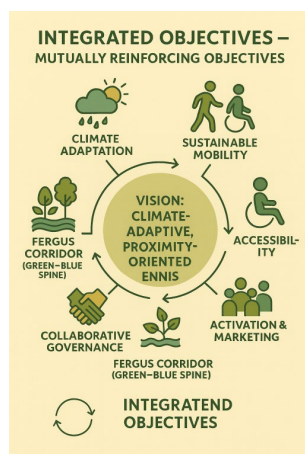 INTEGRATED OBJECTIVES –
MUTUALLY REINFORCING OBJECTIVES
CLIMATE
ADAPTATION
SUSTAINABLE
MOBILITY
VISION:
CLIMATE-
ADAPTIVE,
PROXIMITY-
ORIENTED
ENNIS
FERGUS
CORRIDOR
(GREEN–BLUE
SPINE)
ACCESSIBIL-
ITY
COLLABORATIVE
GOVERNANCE
ACTIVATION &
MARKETING
FERGUS CORRIDOR
(GREEN–BLUE SPINE)
INTEGRATEND
OBJECTIVES